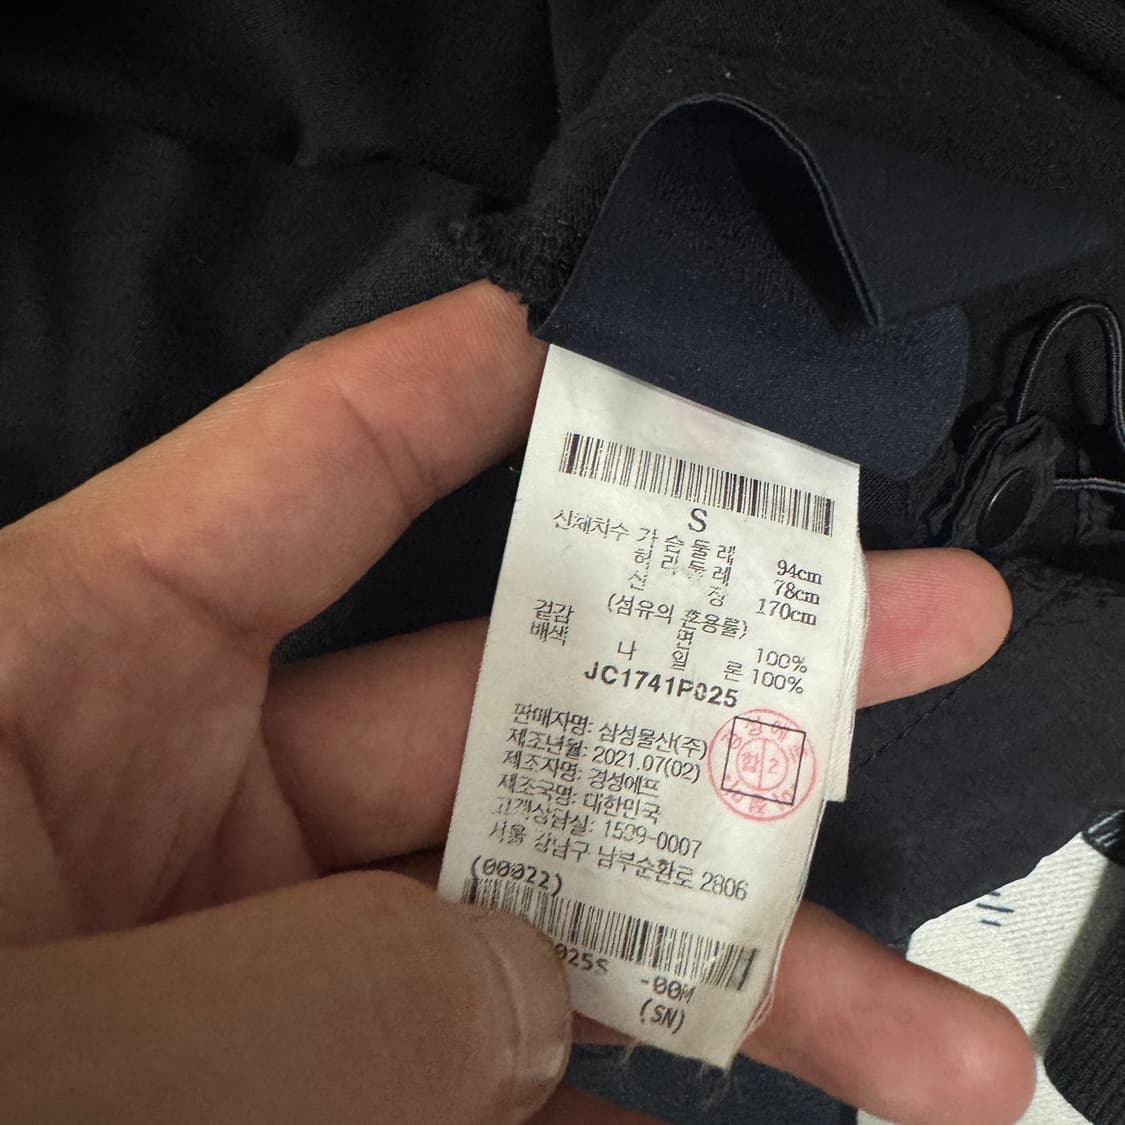 S
신체치수 가슴둘레 94cm
허리둘레 78cm
신장 170cm
(섬유의 혼용률)
겉감 면 100%
배색 나일론 100%
JC1741P025
판매자명: 삼성물산(주)
제조년월: 2021.07(02)
제조자명: 경성에프
제조국명: 대한민국
고객상담실: 1599-0007
서울 강남구 남부순환로 2806
(00022)
025S -00M
(SN)
합 2